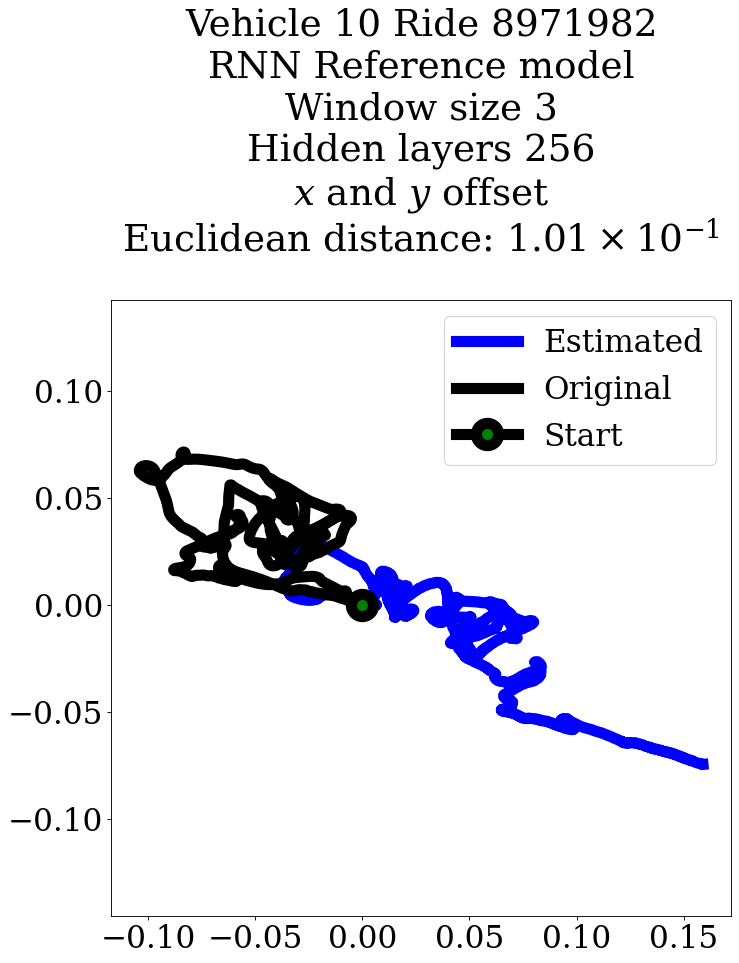 Vehicle 10 Ride 8971982
RNN Reference model
Window size 3
Hidden layers 256
x and y offset
Euclidean distance: 1.01 × 10⁻¹
Estimated
Original
Start
0.10
0.05
0.00
−0.05
−0.10
−0.10 −0.05 0.00 0.05 0.10 0.15